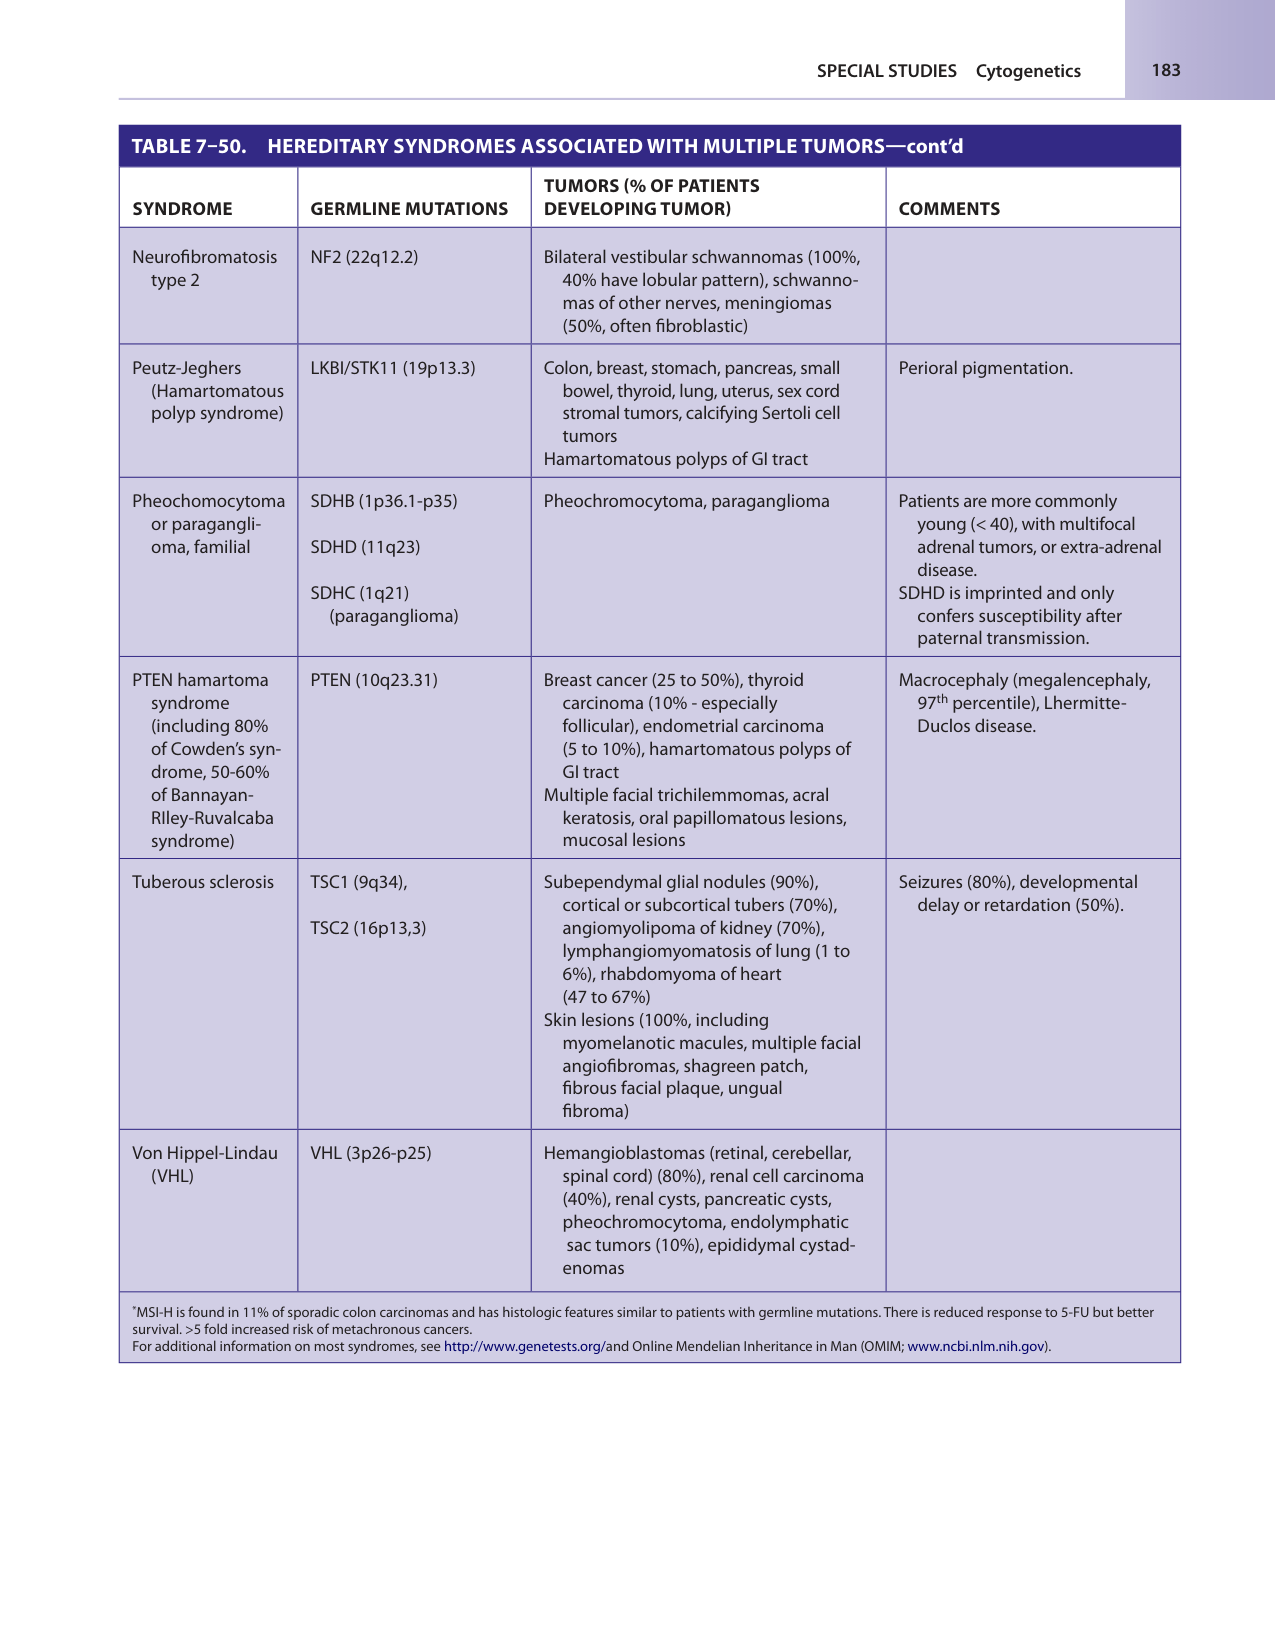 SPECIAL STUDIES Cytogenetics 183
TABLE 7–50. HEREDITARY SYNDROMES ASSOCIATED WITH MULTIPLE TUMORS—cont’d
SYNDROME
GERMLINE MUTATIONS
TUMORS (% OF PATIENTS
DEVELOPING TUMOR)
COMMENTS
Neurofibromatosis
type 2
NF2 (22q12.2)
Bilateral vestibular schwannomas (100%,
40% have lobular pattern), schwanno-
mas of other nerves, meningiomas
(50%, often fibroblastic)
Peutz-Jeghers
(Hamartomatous
polyp syndrome)
LKBI/STK11 (19p13.3)
Colon, breast, stomach, pancreas, small
bowel, thyroid, lung, uterus, sex cord
stromal tumors, calcifying Sertoli cell
tumors
Hamartomatous polyps of GI tract
Perioral pigmentation.
Pheochomocytoma
or paragangli-
oma, familial
SDHB (1p36.1-p35)
SDHD (11q23)
SDHC (1q21)
(paraganglioma)
Pheochromocytoma, paraganglioma
Patients are more commonly
young (< 40), with multifocal
adrenal tumors, or extra-adrenal
disease.
SDHD is imprinted and only
confers susceptibility after
paternal transmission.
PTEN hamartoma
syndrome
(including 80%
of Cowden’s syn-
drome, 50-60%
of Bannayan-
RIley-Ruvalcaba
syndrome)
PTEN (10q23.31)
Breast cancer (25 to 50%), thyroid
carcinoma (10% - especially
follicular), endometrial carcinoma
(5 to 10%), hamartomatous polyps of
GI tract
Multiple facial trichilemmomas, acral
keratosis, oral papillomatous lesions,
mucosal lesions
Macrocephaly (megalencephaly,
97th percentile), Lhermitte-
Duclos disease.
Tuberous sclerosis
TSC1 (9q34),
TSC2 (16p13,3)
Subependymal glial nodules (90%),
cortical or subcortical tubers (70%),
angiomyolipoma of kidney (70%),
lymphangiomyomatosis of lung (1 to
6%), rhabdomyoma of heart
(47 to 67%)
Skin lesions (100%, including
myomelanotic macules, multiple facial
angiofibromas, shagreen patch,
fibrous facial plaque, ungual
fibroma)
Seizures (80%), developmental
delay or retardation (50%).
Von Hippel-Lindau
(VHL)
VHL (3p26-p25)
Hemangioblastomas (retinal, cerebellar,
spinal cord) (80%), renal cell carcinoma
(40%), renal cysts, pancreatic cysts,
pheochromocytoma, endolymphatic
sac tumors (10%), epididymal cystad-
enomas
*MSI-H is found in 11% of sporadic colon carcinomas and has histologic features similar to patients with germline mutations. There is reduced response to 5-FU but better
survival. >5 fold increased risk of metachronous cancers.
For additional information on most syndromes, see http://www.genetests.org/and Online Mendelian Inheritance in Man (OMIM; www.ncbi.nlm.nih.gov).